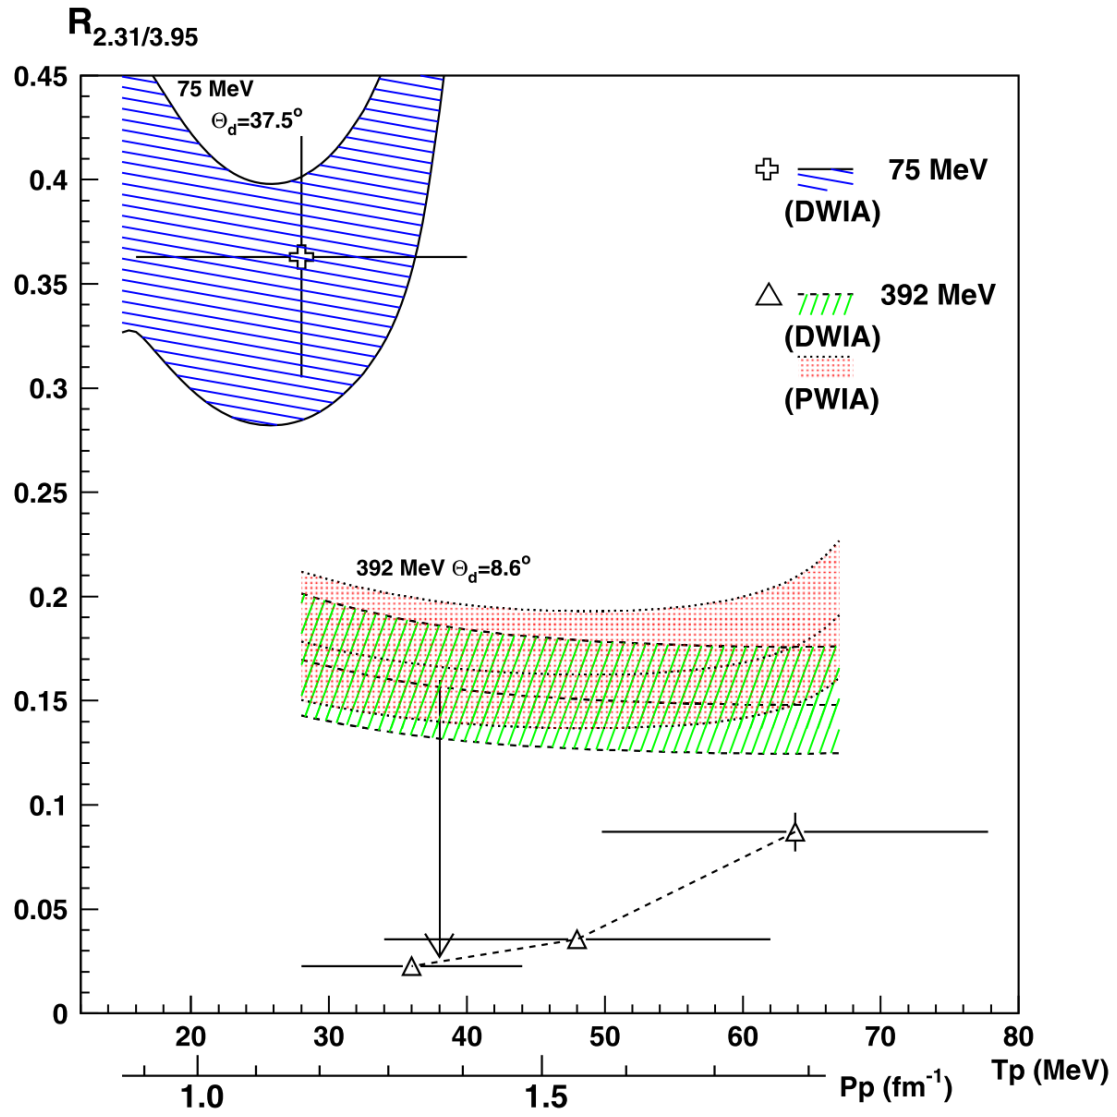 R2.31/3.95
0.45
75 MeV
Θd=37.5o
0.4
75 MeV
(DWIA)
0.35
392 MeV
(DWIA)
0.3
(PWIA)
0.25
392 MeV Θd=8.6o
0.2
0.15
0.1
0.05
0
20 30 40 50 60 70 80
Tp (MeV)
1.0 1.5 Pp (fm-1)